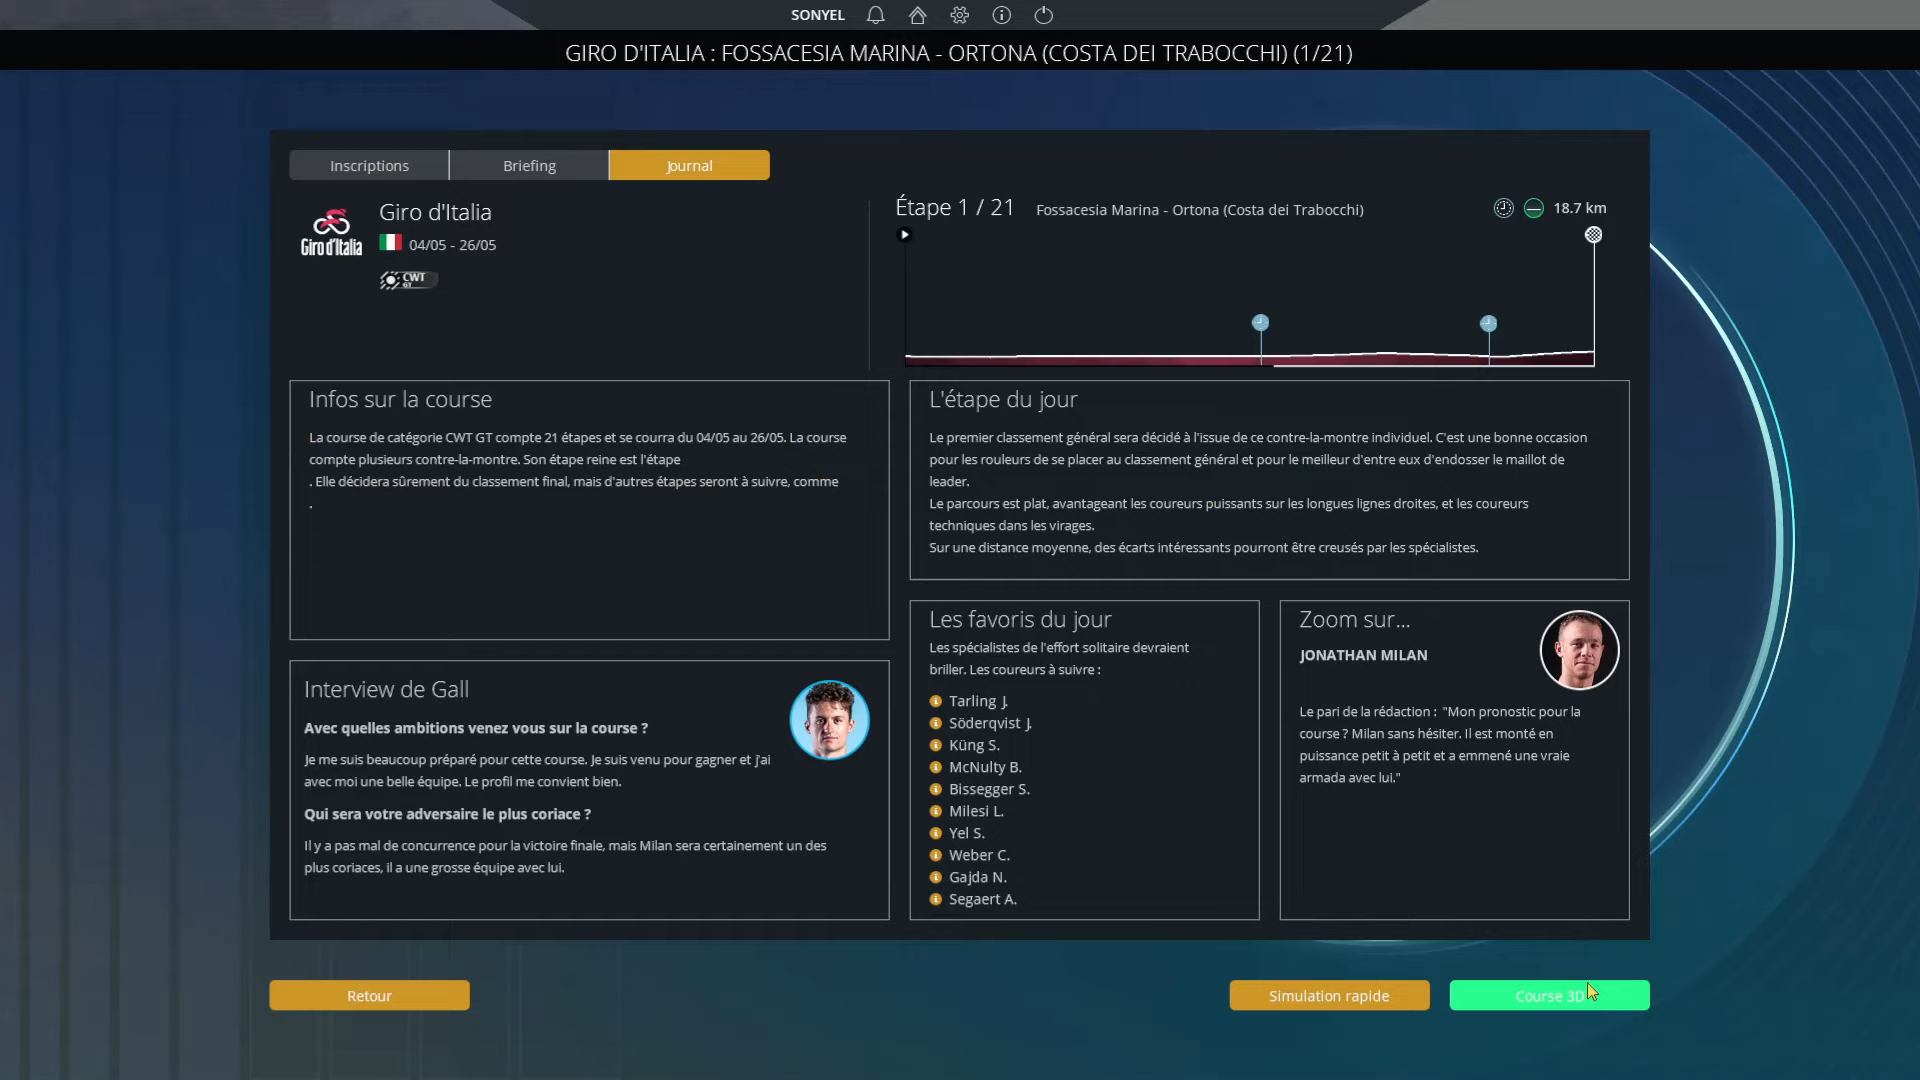 SONYEL
GIRO D'ITALIA : FOSSACESIA MARINA - ORTONA (COSTA DEI TRABOCCHI) (1/21)
Inscriptions
Briefing
Journal
Giro d'Italia
Giro d'Italia
04/05 - 26/05
CWT
GT
Étape 1 / 21
Fossacesia Marina - Ortona (Costa dei Trabocchi)
18.7 km
Infos sur la course
La course de catégorie CWT GT compte 21 étapes et se courra du 04/05 au 26/05. La course
compte plusieurs contre-la-montre. Son étape reine est l'étape
. Elle décidera sûrement du classement final, mais d'autres étapes seront à suivre, comme
.
L'étape du jour
Le premier classement général sera décidé à l'issue de ce contre-la-montre individuel. C'est une bonne occasion
pour les rouleurs de se placer au classement général et pour le meilleur d'entre eux d'endosser le maillot de
leader.
Le parcours est plat, avantageant les coureurs puissants sur les longues lignes droites, et les coureurs
techniques dans les virages.
Sur une distance moyenne, des écarts intéressants pourront être creusés par les spécialistes.
Interview de Gall
Avec quelles ambitions venez vous sur la course ?
Je me suis beaucoup préparé pour cette course. Je suis venu pour gagner et j'ai
avec moi une belle équipe. Le profil me convient bien.
Qui sera votre adversaire le plus coriace ?
Il y a pas mal de concurrence pour la victoire finale, mais Milan sera certainement un des
plus coriaces, il a une grosse équipe avec lui.
Les favoris du jour
Les spécialistes de l'effort solitaire devraient
briller. Les coureurs à suivre :
Tarling J.
Söderqvist J.
Küng S.
McNulty B.
Bissegger S.
Milesi L.
Yel S.
Weber C.
Gajda N.
Segaert A.
Zoom sur...
JONATHAN MILAN
Le pari de la rédaction : "Mon pronostic pour la
course ? Milan sans hésiter. Il est monté en
puissance petit à petit et a emmené une vraie
armada avec lui."
Retour
Simulation rapide
Course 3D